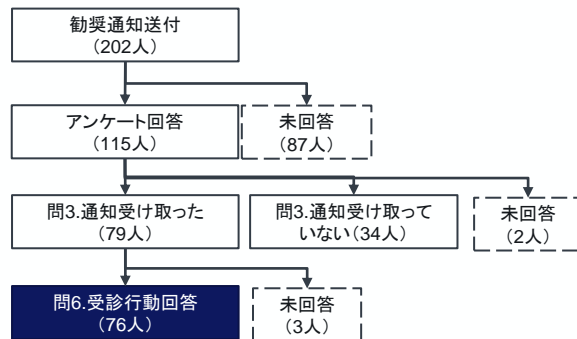 勧奨通知送付
（202人）
アンケート回答
（115人）
未回答
（87人）
問3.通知受け取った
（79人）
問3.通知受け取って
いない（34人）
未回答
（2人）
問6.受診行動回答
（76人）
未回答
（3人）